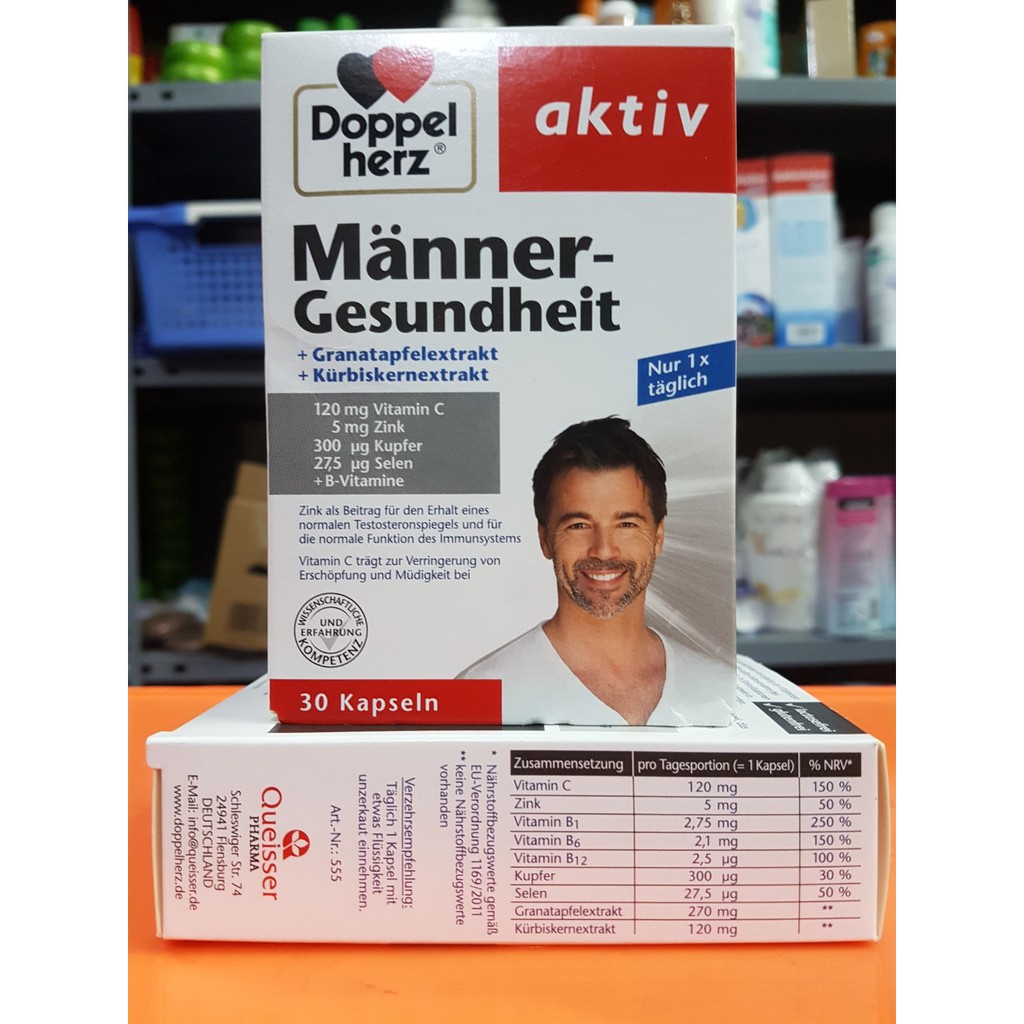 Doppel
herz®
aktiv
Männer-
Gesundheit
+ Granatapfelextrakt
+ Kürbiskernextrakt
Nur 1x
täglich
120 mg Vitamin C
5 mg Zink
300 µg Kupfer
27,5 µg Selen
+ B-Vitamine
Zink als Beitrag für den Erhalt eines
normalen Testosteronspiegels und für
die normale Funktion des Immunsystems
Vitamin C trägt zur Verringerung von
Erschöpfung und Müdigkeit bei
WISSENSCHAFTLICHE
UND
ERFAHRUNG
KOMPETENZ
30 Kapseln
✓ lactosefrei
✓ glutenfrei
Queisser
PHARMA
Schleswiger Str. 74
24941 Flensburg
DEUTSCHLAND
E-Mail: info@queisser.de
www.doppelherz.de
Art.-Nr.: 555
Verzehrsempfehlung:
Täglich 1 Kapsel mit
etwas Flüssigkeit
unzerkaut einnehmen.
* Nährstoffbezugswerte gemäß
EU-Verordnung 1169/2011
** keine Nährstoffbezugswerte
vorhanden
Zusammensetzung pro Tagesportion (= 1 Kapsel) % NRV*
Vitamin C 120 mg 150 %
Zink 5 mg 50 %
Vitamin B1 2,75 mg 250 %
Vitamin B6 2,1 mg 150 %
Vitamin B12 2,5 µg 100 %
Kupfer 300 µg 30 %
Selen 27,5 µg 50 %
Granatapfelextrakt 270 mg **
Kürbiskernextrakt 120 mg **